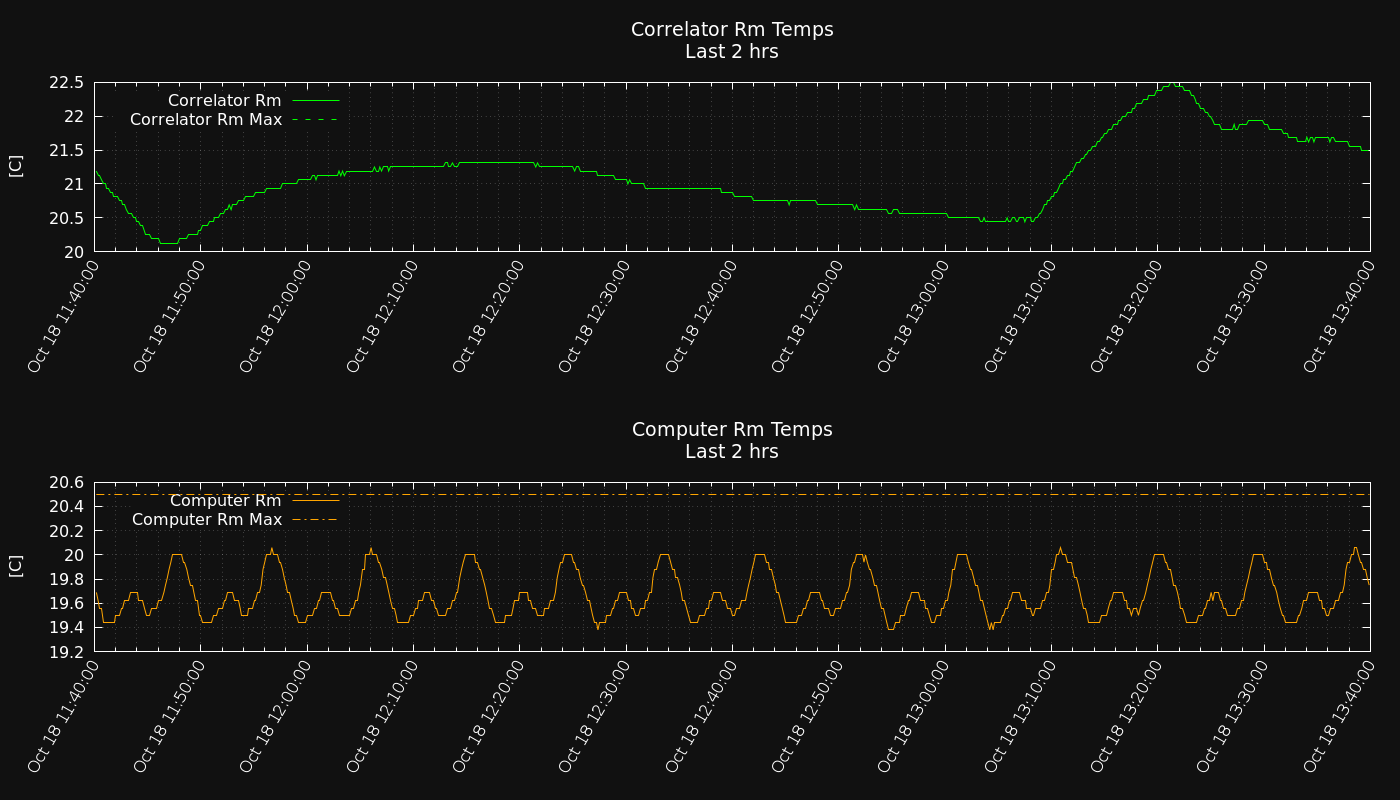 Correlator Rm Temps
Last 2 hrs
[C]
22.5
22
21.5
21
20.5
20
Correlator Rm
Correlator Rm Max
Oct 18 11:40:00
Oct 18 11:50:00
Oct 18 12:00:00
Oct 18 12:10:00
Oct 18 12:20:00
Oct 18 12:30:00
Oct 18 12:40:00
Oct 18 12:50:00
Oct 18 13:00:00
Oct 18 13:10:00
Oct 18 13:20:00
Oct 18 13:30:00
Oct 18 13:40:00
Computer Rm Temps
Last 2 hrs
[C]
20.6
20.4
20.2
20
19.8
19.6
19.4
19.2
Computer Rm
Computer Rm Max
Oct 18 11:40:00
Oct 18 11:50:00
Oct 18 12:00:00
Oct 18 12:10:00
Oct 18 12:20:00
Oct 18 12:30:00
Oct 18 12:40:00
Oct 18 12:50:00
Oct 18 13:00:00
Oct 18 13:10:00
Oct 18 13:20:00
Oct 18 13:30:00
Oct 18 13:40:00